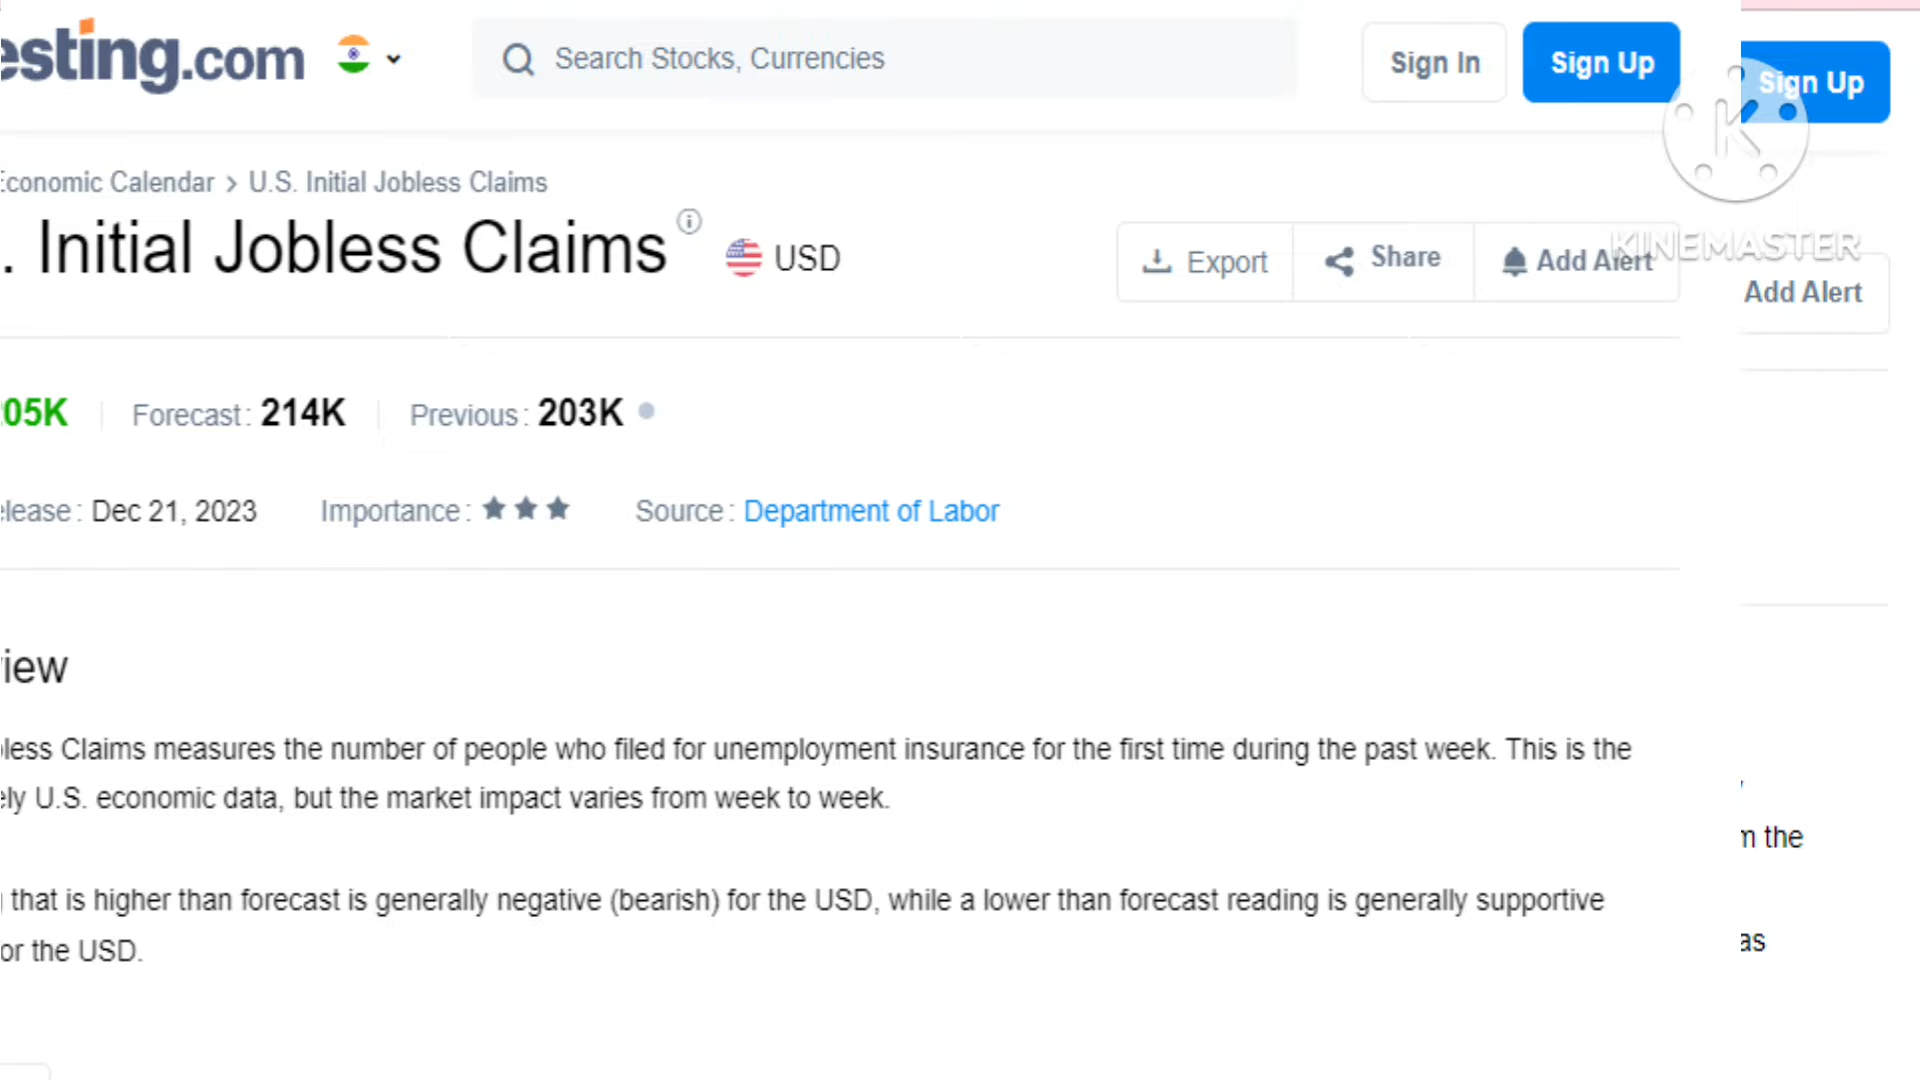 esting.com
Search Stocks, Currencies
Sign In
Sign Up
Sign Up
Economic Calendar > U.S. Initial Jobless Claims
. Initial Jobless Claims
USD
Export
Share
Add Alert
KINEMASTER
Add Alert
05K Forecast: 214K Previous: 203K
elease: Dec 21, 2023 Importance: Source: Department of Labor
iew
less Claims measures the number of people who filed for unemployment insurance for the first time during the past week. This is the
ely U.S. economic data, but the market impact varies from week to week.
m the
that is higher than forecast is generally negative (bearish) for the USD, while a lower than forecast reading is generally supportive
as
or the USD.